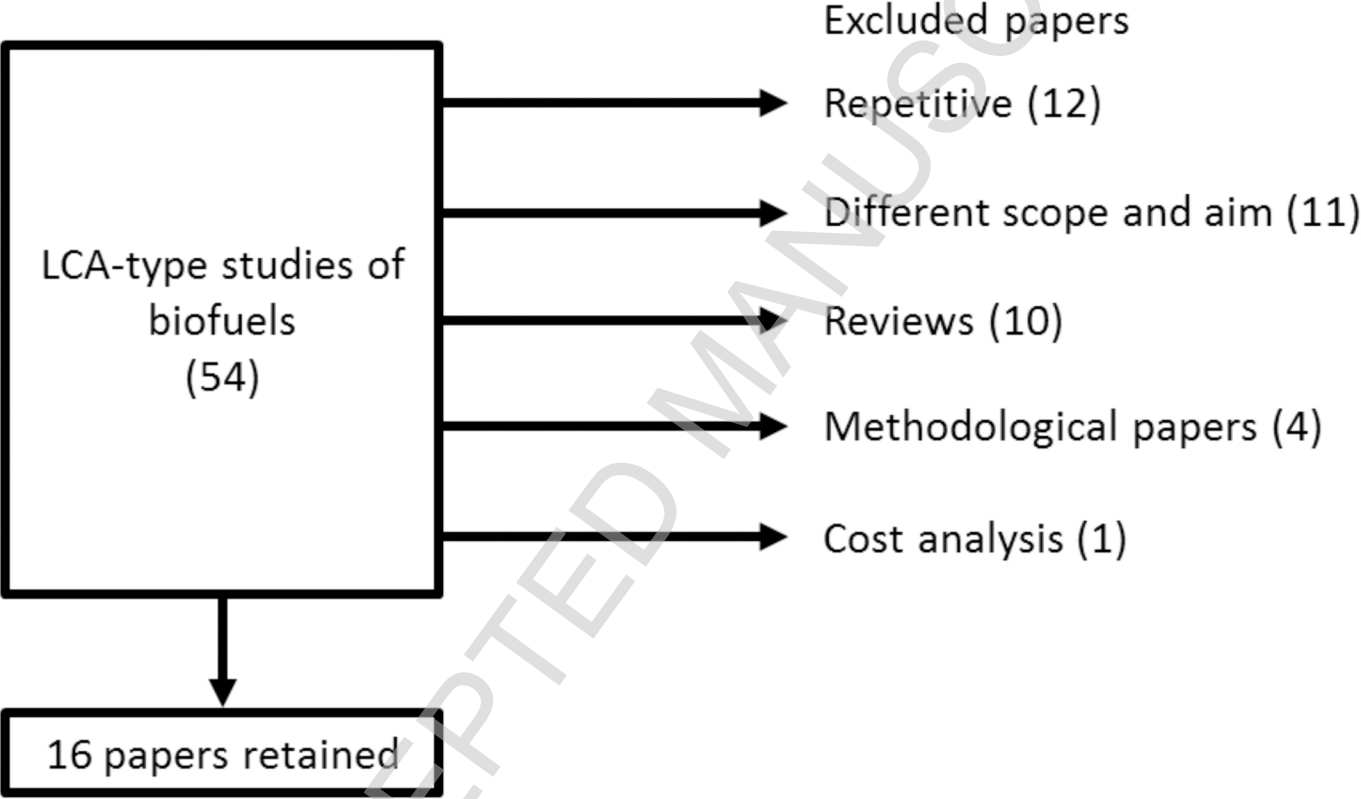 Excluded papers
Repetitive (12)
Different scope and aim (11)
LCA-type studies of
biofuels
(54)
Reviews (10)
Methodological papers (4)
Cost analysis (1)
16 papers retained